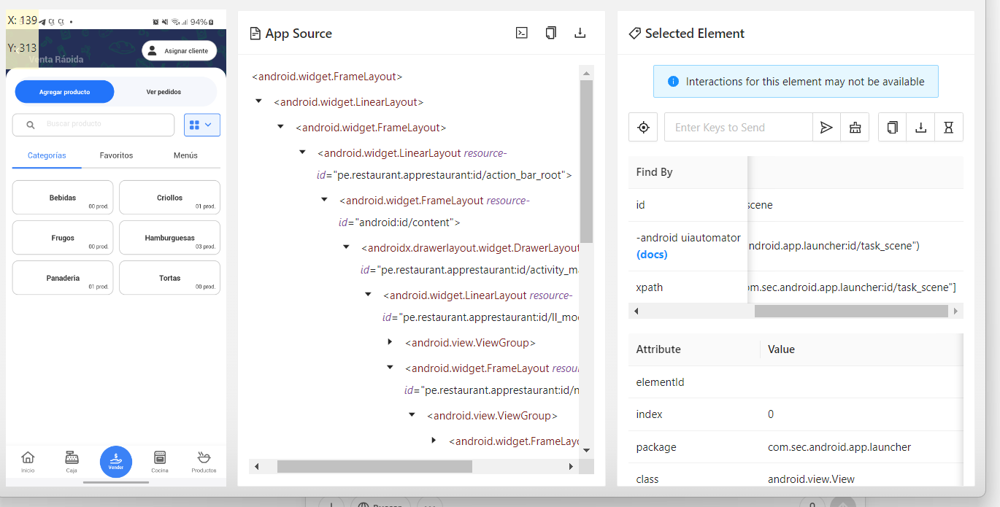 X: 139
94%
Y: 313
Venta Rápida
Asignar cliente
Agregar producto
Ver pedidos
Buscar producto
Categorías
Favoritos
Menús
Bebidas
00 prod.
Criollos
01 prod.
Frugos
00 prod.
Hamburguesas
03 prod.
Panaderia
01 prod.
Tortas
00 prod.
Inicio
Caja
Vender
Cocina
Productos
App Source
<android.widget.FrameLayout>
<android.widget.LinearLayout>
<android.widget.FrameLayout>
<android.widget.LinearLayout resource-
id="pe.restaurant.apprestaurant:id/action_bar_root">
<android.widget.FrameLayout resource-
id="android:id/content">
<androidx.drawerlayout.widget.DrawerLayout
id="pe.restaurant.apprestaurant:id/activity_ma
<android.widget.LinearLayout resource-
id="pe.restaurant.apprestaurant:id/ll_mo
<android.view.ViewGroup>
<android.widget.FrameLayout resou
id="pe.restaurant.apprestaurant:id/n
<android.view.ViewGroup>
<android.widget.FrameLayo
Selected Element
Interactions for this element may not be available
Enter Keys to Send
Find By
id
scene
-android uiautomator
(docs)
ndroid.app.launcher:id/task_scene")
xpath
om.sec.android.app.launcher:id/task_scene"]
Attribute Value
elementId
index 0
package com.sec.android.app.launcher
class android.view.View